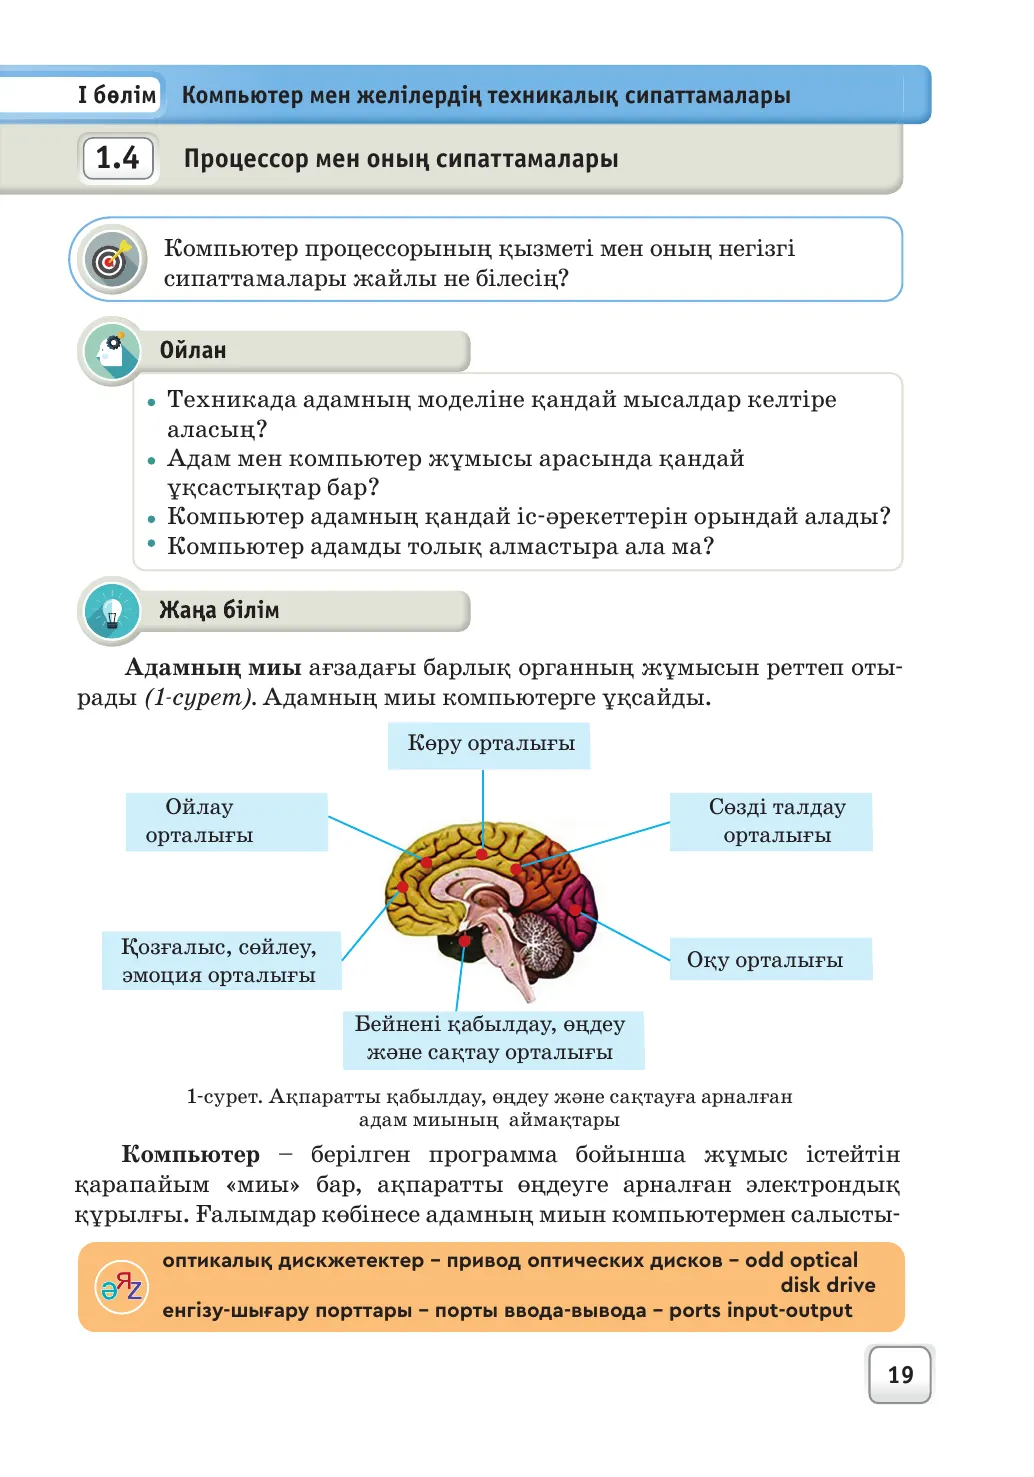 I бөлім Компьютер мен желілердің техникалық сипаттамалары
1.4 Процессор мен оның сипаттамалары
Компьютер процессорының қызметі мен оның негізгі
сипаттамалары жайлы не білесің?
Ойлан
• Техникада адамның моделіне қандай мысалдар келтіре
аласың?
• Адам мен компьютер жұмысы арасында қандай
ұқсастықтар бар?
• Компьютер адамның қандай іс-әрекеттерін орындай алады?
• Компьютер адамды толық алмастыра ала ма?
Жаңа білім
Адамның миы ағзадағы барлық органның жұмысын реттеп оты-
рады (1-сурет). Адамның миы компьютерге ұқсайды.
Көру орталығы
Ойлау
орталығы
Сөзді талдау
орталығы
Қозғалыс, сөйлеу,
эмоция орталығы
Оқу орталығы
Бейнені қабылдау, өңдеу
және сақтау орталығы
1-сурет. Ақпаратты қабылдау, өңдеу және сақтауға арналған
адам миының аймақтары
Компьютер – берілген программа бойынша жұмыс істейтін
қарапайым «миы» бар, ақпаратты өңдеуге арналған электрондық
құрылғы. Ғалымдар көбінесе адамның миын компьютермен салысты-
әЯz
оптикалық дискжетектер – привод оптических дисков – odd optical
disk drive
енгізу-шығару порттары – порты ввода-вывода – ports input-output
19